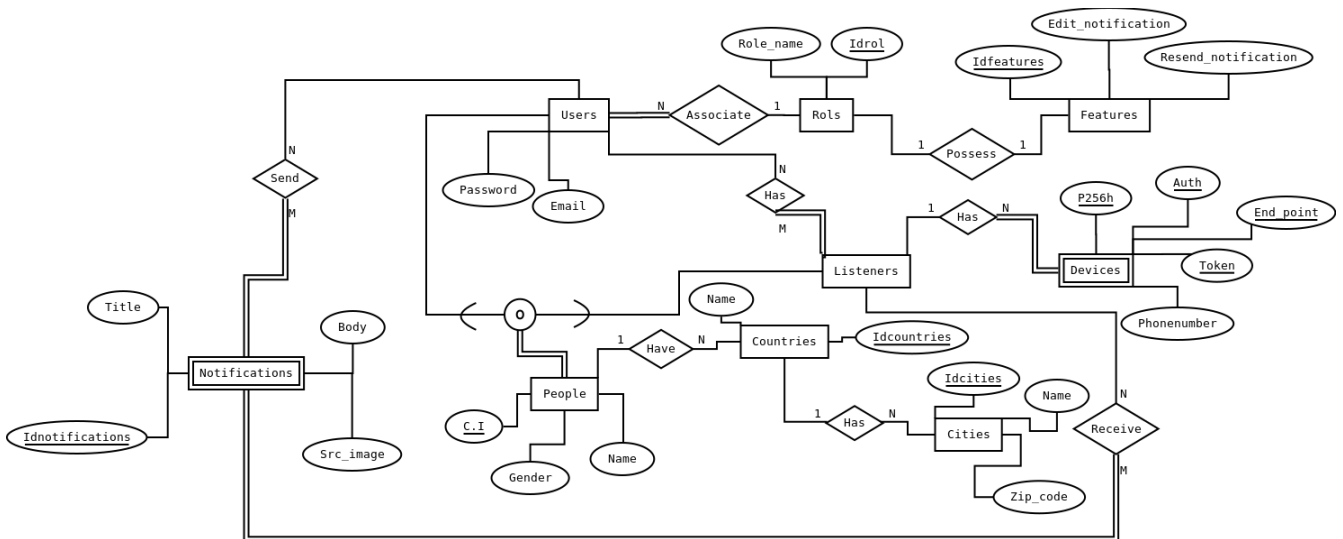 Edit_notification
Role_name
Idrol
Idfeatures
Resend_notification
Users
N
Associate
1
Rols
Features
1
Possess
1
N
Send
M
Password
Email
N
Has
M
1
Has
N
P256h
Auth
End_point
Token
Devices
Phonenumber
Listeners
Title
Body
O
Name
Countries
Idcountries
1
Have
N
Notifications
People
Idcities
Name
N
Receive
M
1
Has
N
Cities
C.I
Idnotifications
Src_image
Gender
Name
Zip_code